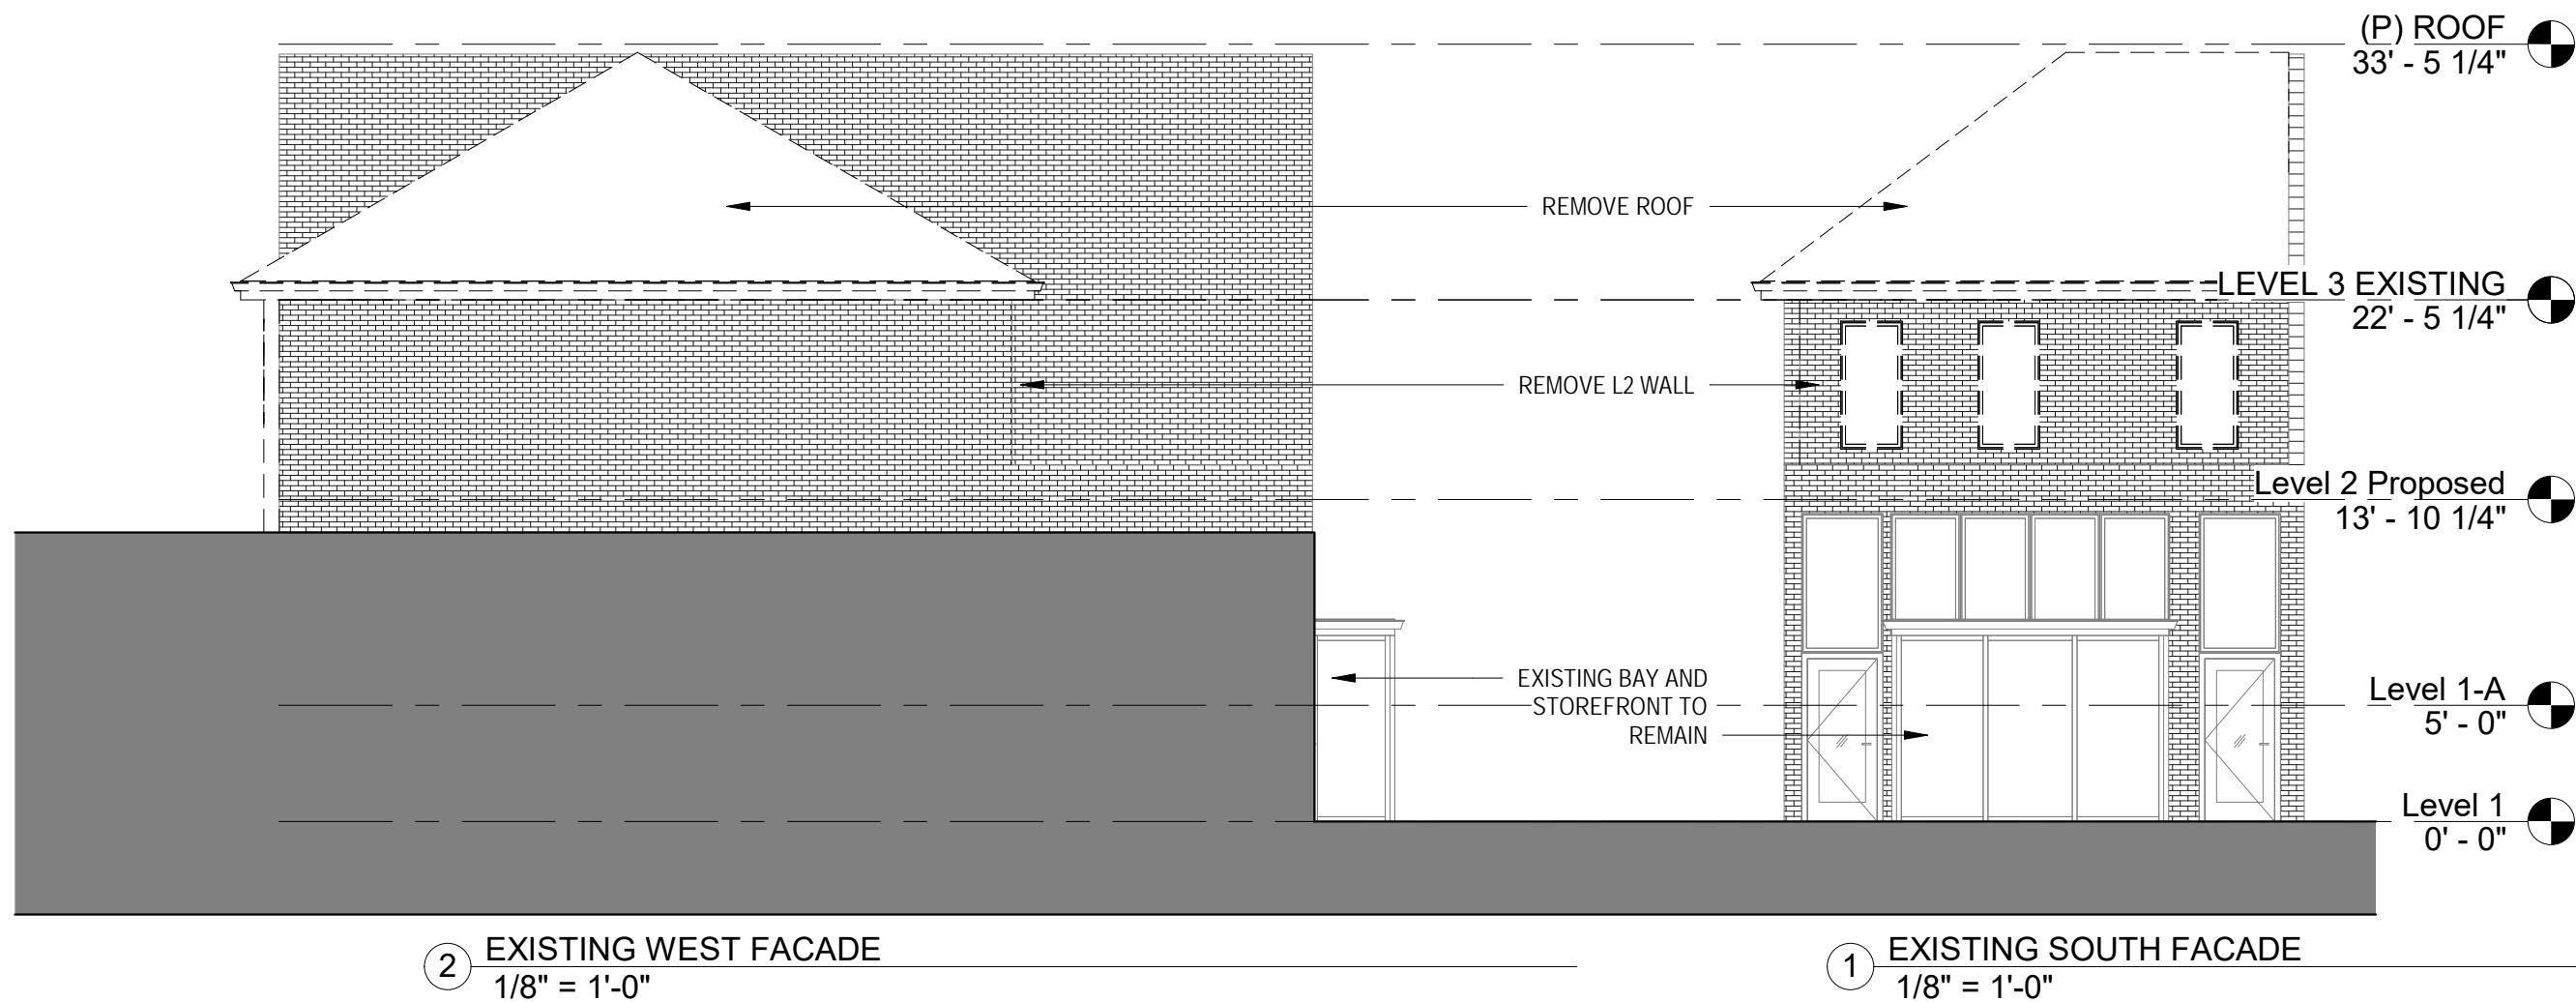 (P) ROOF
33' - 5 1/4"
REMOVE ROOF
LEVEL 3 EXISTING
22' - 5 1/4"
REMOVE L2 WALL
Level 2 Proposed
13' - 10 1/4"
EXISTING BAY AND
STOREFRONT TO
REMAIN
Level 1-A
5' - 0"
Level 1
0' - 0"
2
EXISTING WEST FACADE
1/8" = 1'-0"
1
EXISTING SOUTH FACADE
1/8" = 1'-0"